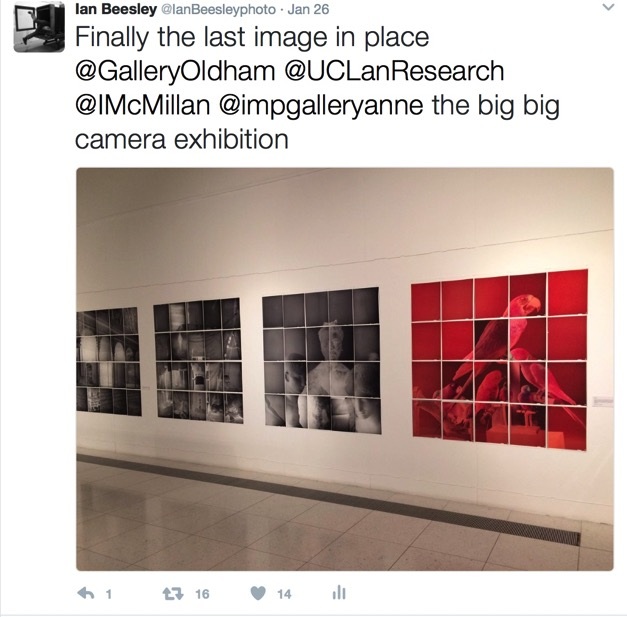 Ian Beesley @IanBeesleyphoto · Jan 26
Finally the last image in place
@GalleryOldham @UCLanResearch
@IMcMillan @impgalleryanne the big big
camera exhibition
1 16 14